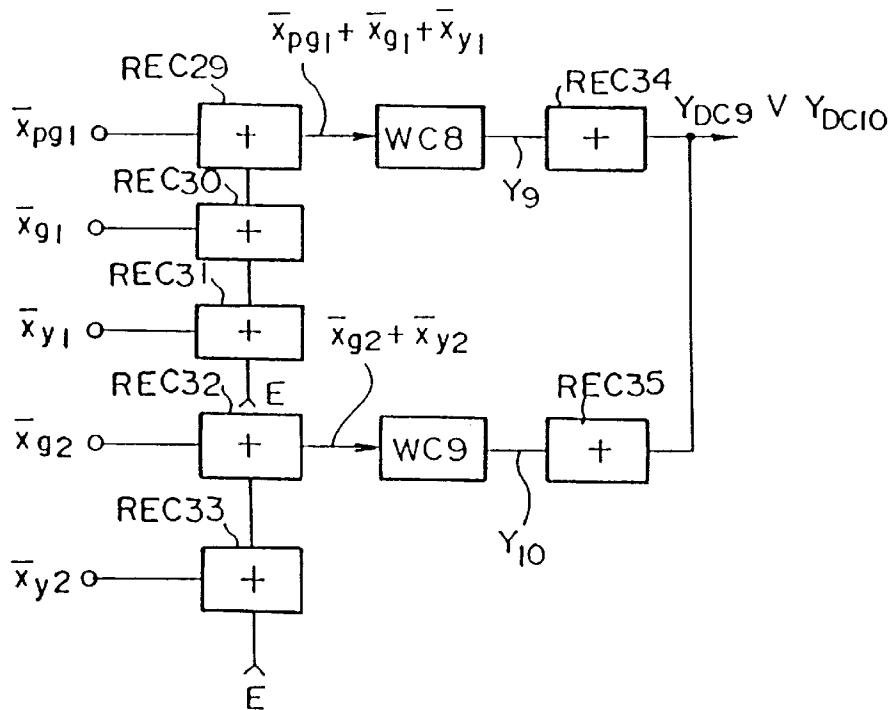 x̄pg1 + x̄g1 + x̄y1
REC29
REC34
YDC9 ∨ YDC10
x̄pg1
+
WC8
+
Y9
REC30
x̄g1
+
REC31
x̄y1
+
x̄g2 + x̄y2
REC32
E
REC35
x̄g2
+
WC9
+
REC33
Y10
x̄y2
+
E